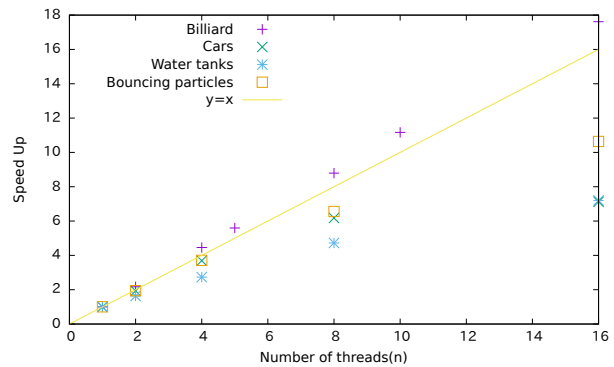 18
16
14
12
10
8
6
4
2
0
Speed Up
Billiard
Cars
Water tanks
Bouncing particles
y=x
0 2 4 6 8 10 12 14 16
Number of threads(n)